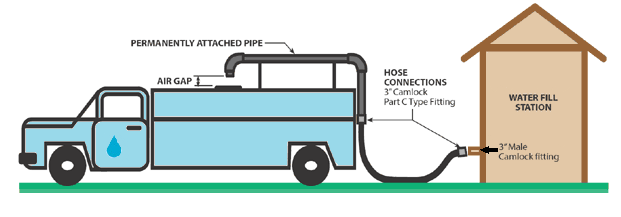 PERMANENTLY ATTACHED PIPE
AIR GAP
HOSE
CONNECTIONS
3" Camlock
Part C Type Fitting
WATER FILL
STATION
3" Male
Camlock fitting